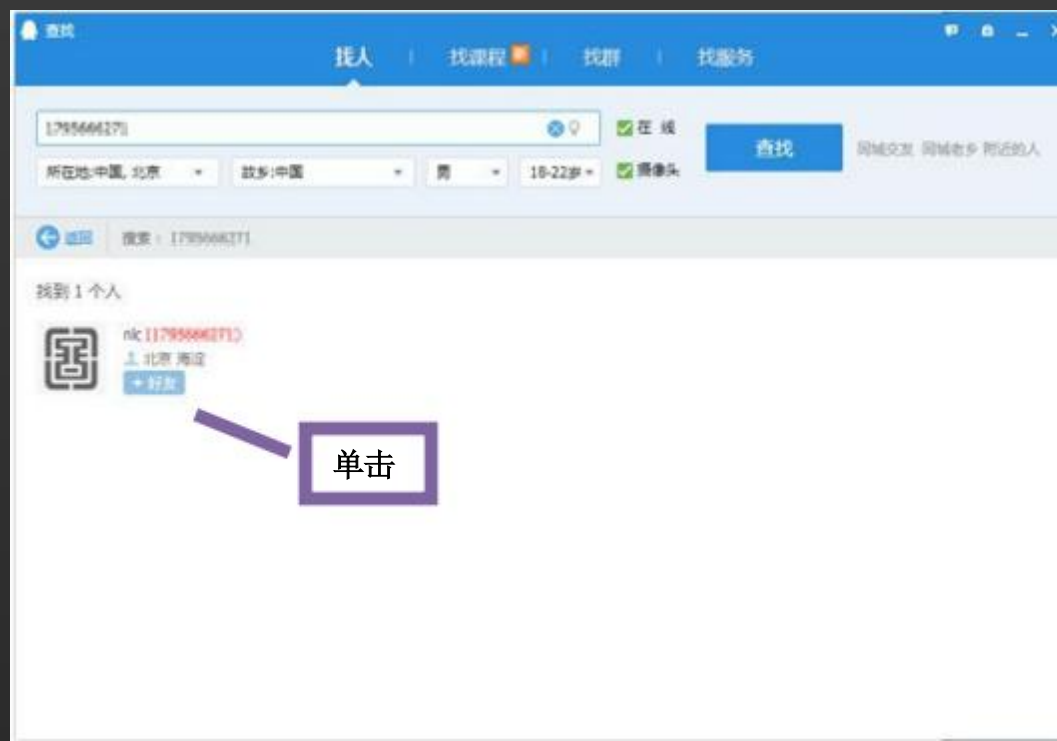 查找
找人 找课程 找群 找服务
1795666271 在 线
查找 同城交友 同城老乡 附近的人
所在地:中国, 北京 故乡:中国 男 18-22岁 摄像头
返回 搜索: 1795666271
找到 1 个人
nlc (1795666271)
北京 海淀
+ 好友
单击